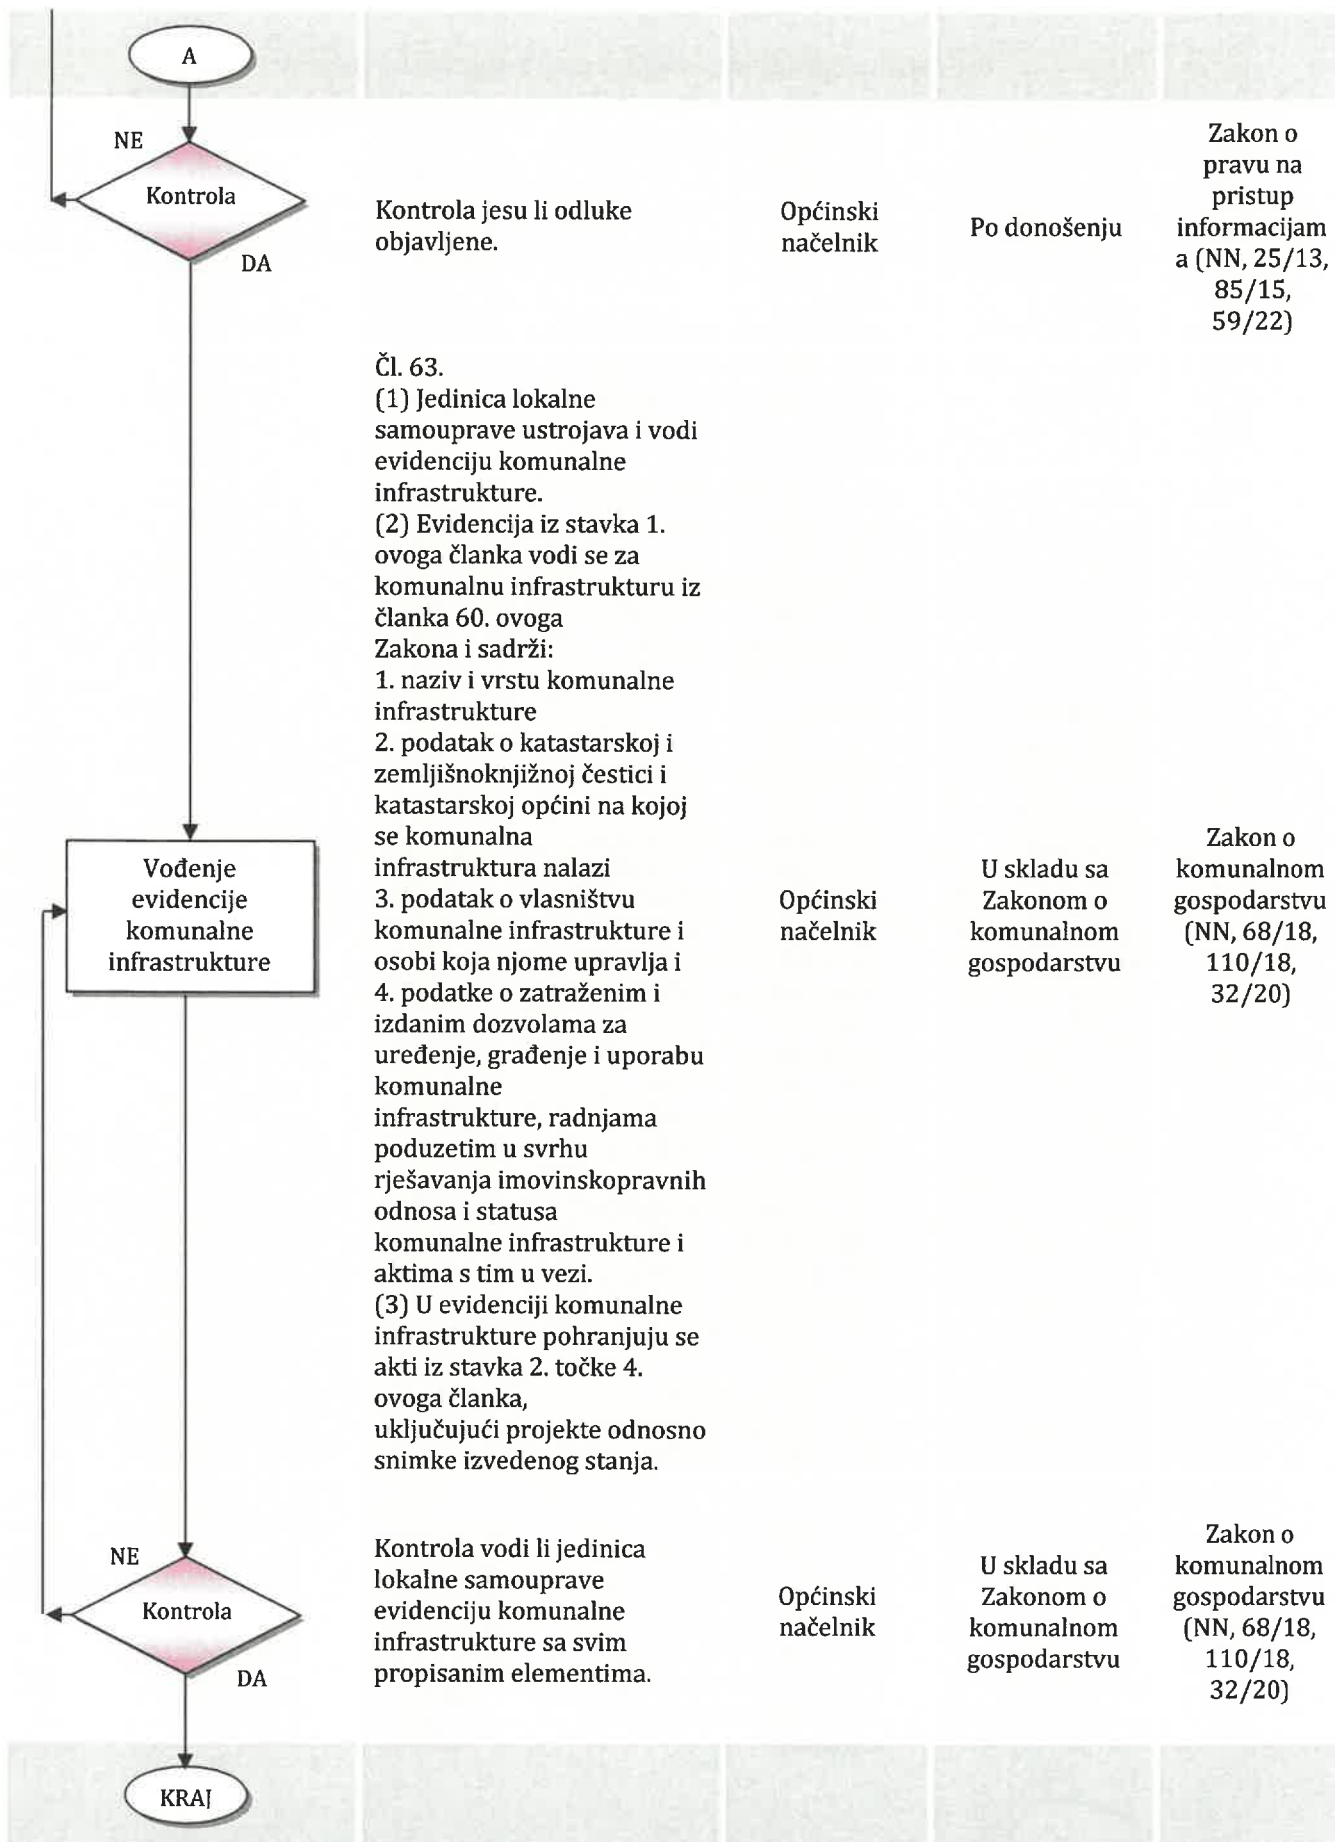 A
NE
Kontrola
DA
Kontrola jesu li odluke
objavljene.
Općinski
načelnik
Po donošenju
Zakon o
pravu na
pristup
informacijam
a (NN, 25/13,
85/15,
59/22)
Vođenje
evidencije
komunalne
infrastrukture
Čl. 63.
(1) Jedinica lokalne
samouprave ustrojava i vodi
evidenciju komunalne
infrastrukture.
(2) Evidencija iz stavka 1.
ovoga članka vodi se za
komunalnu infrastrukturu iz
članka 60. ovoga
Zakona i sadrži:
1. naziv i vrstu komunalne
infrastrukture
2. podatak o katastarskoj i
zemljišnoknjižnoj čestici i
katastarskoj općini na kojoj
se komunalna
infrastruktura nalazi
3. podatak o vlasništvu
komunalne infrastrukture i
osobi koja njome upravlja i
4. podatke o zatraženim i
izdanim dozvolama za
uređenje, građenje i uporabu
komunalne
infrastrukture, radnjama
poduzetim u svrhu
rješavanja imovinskopravnih
odnosa i statusa
komunalne infrastrukture i
aktima s tim u vezi.
(3) U evidenciji komunalne
infrastrukture pohranjuju se
akti iz stavka 2. točke 4.
ovoga članka,
uključujući projekte odnosno
snimke izvedenog stanja.
Općinski
načelnik
U skladu sa
Zakonom o
komunalnom
gospodarstvu
Zakon o
komunalnom
gospodarstvu
(NN, 68/18,
110/18,
32/20)
NE
Kontrola
DA
Kontrola vodi li jedinica
lokalne samouprave
evidenciju komunalne
infrastrukture sa svim
propisanim elementima.
Općinski
načelnik
U skladu sa
Zakonom o
komunalnom
gospodarstvu
Zakon o
komunalnom
gospodarstvu
(NN, 68/18,
110/18,
32/20)
KRAJ